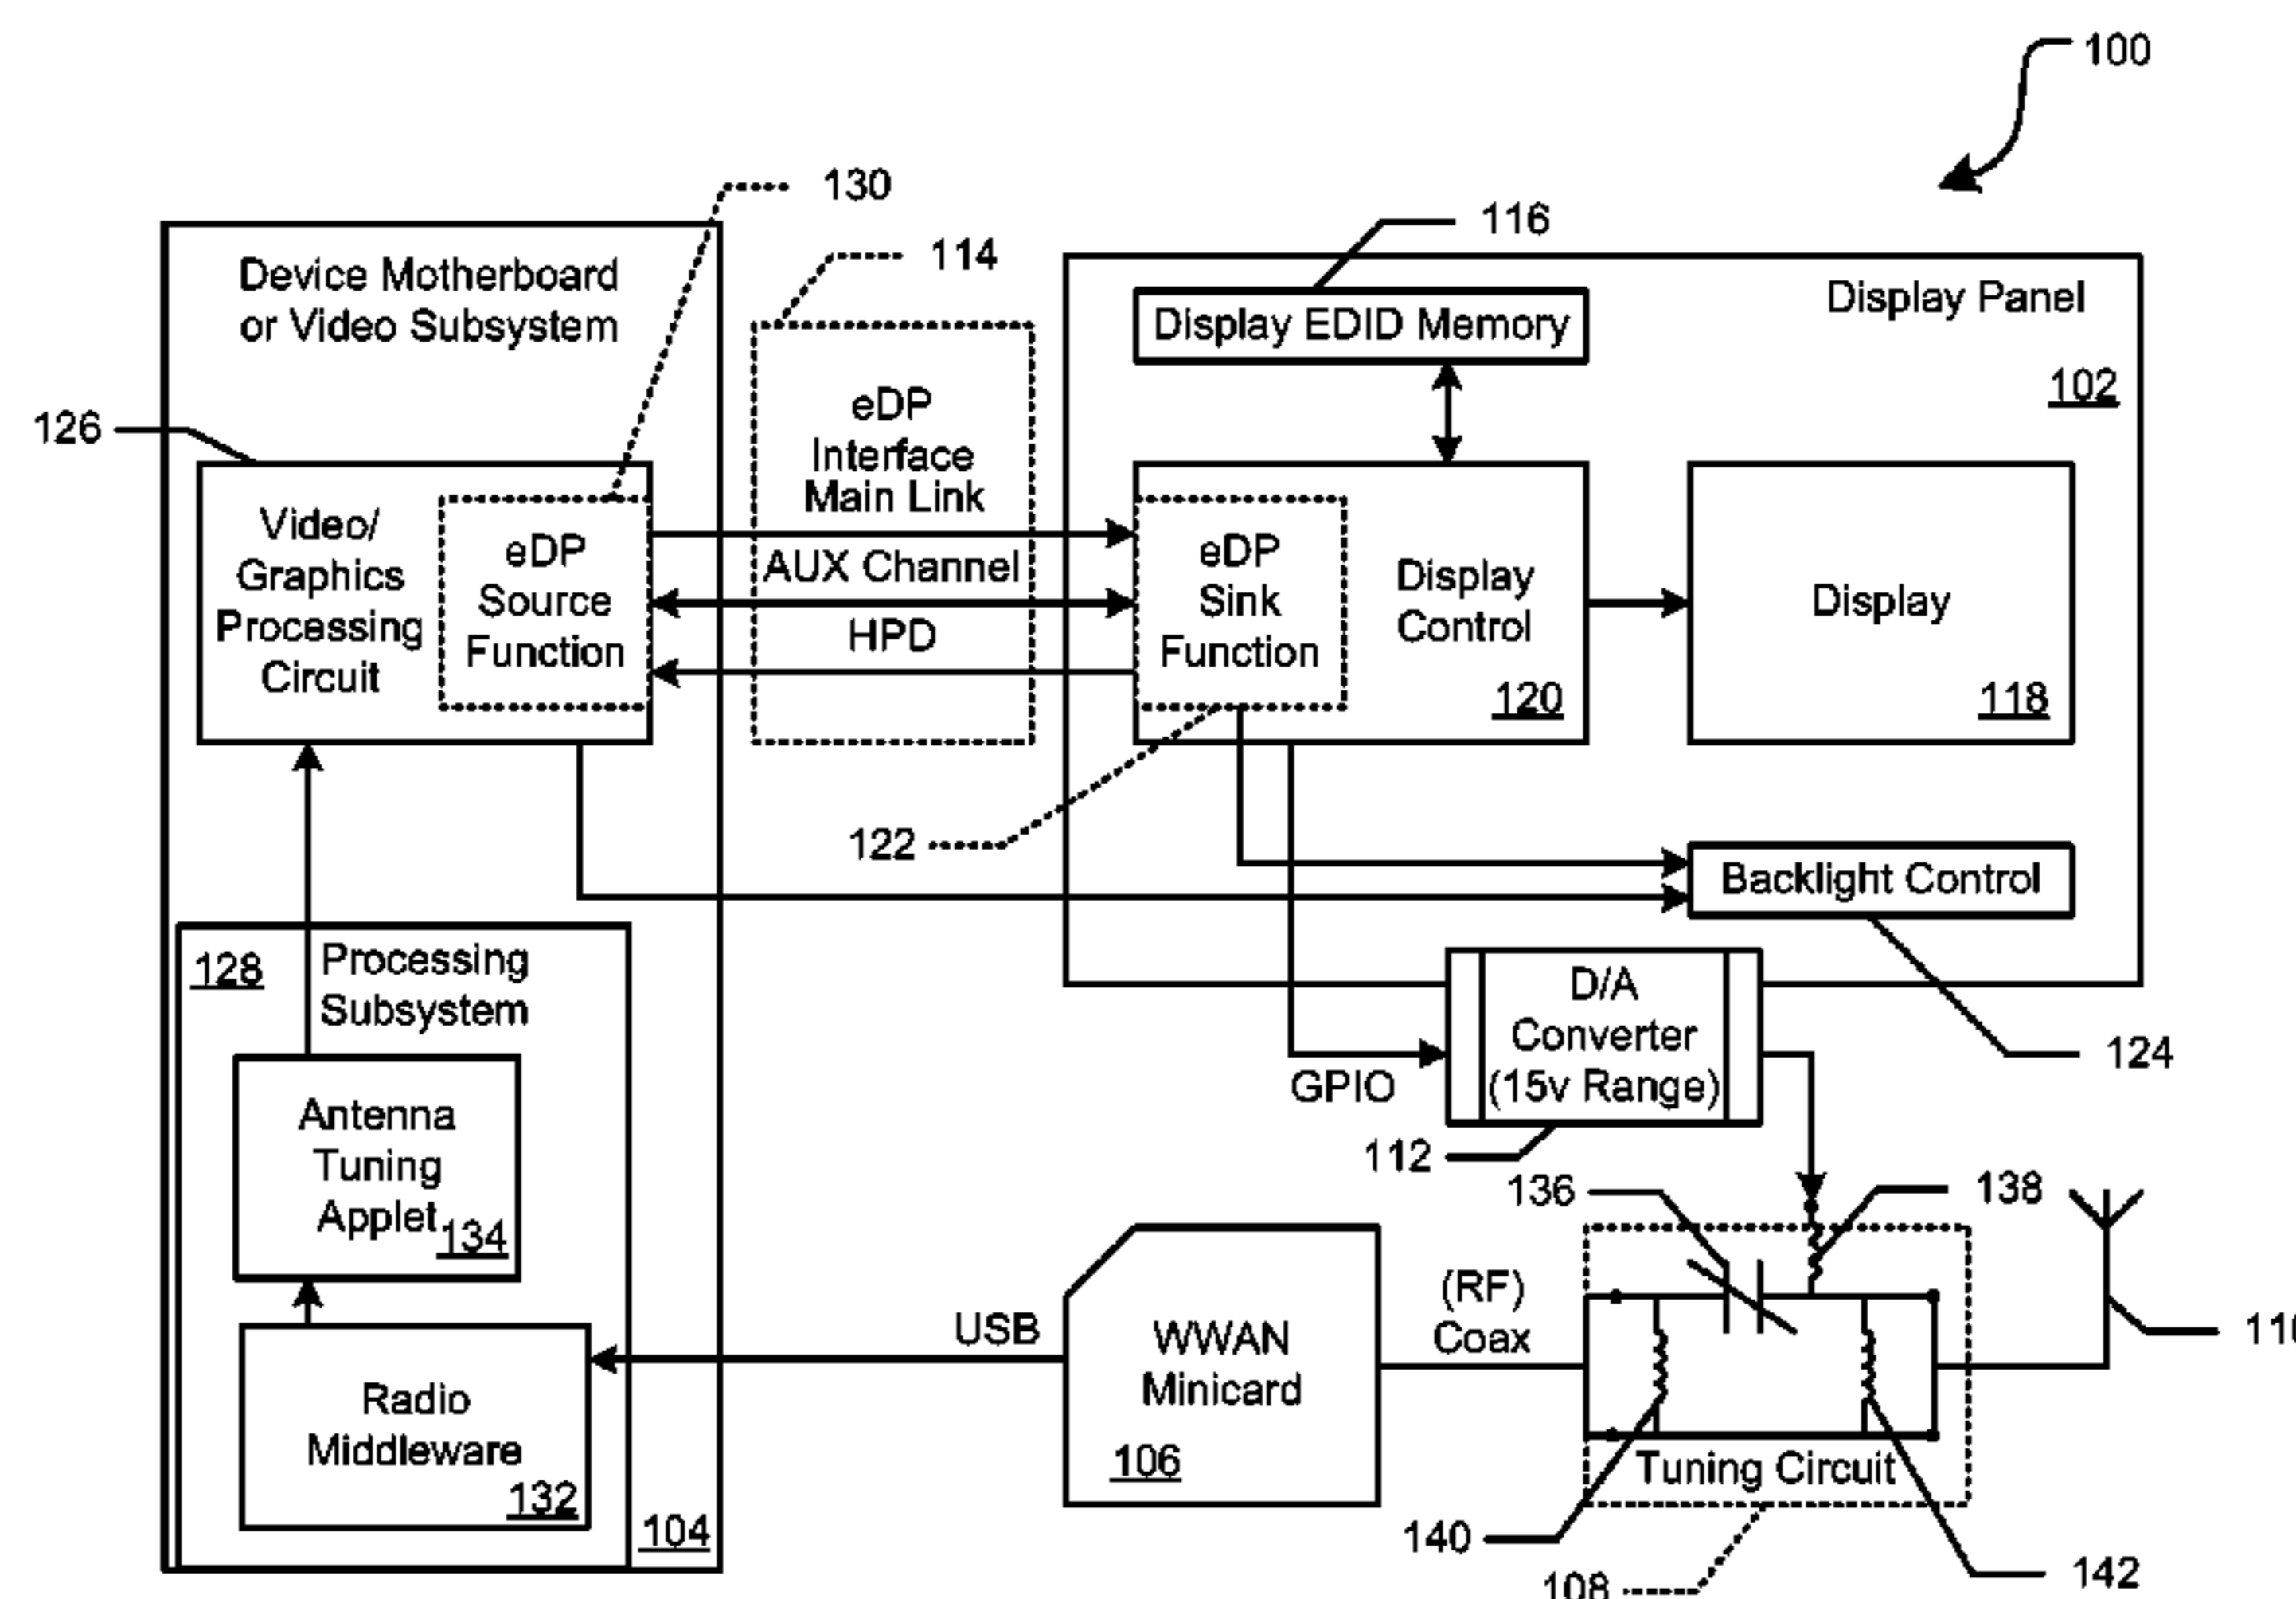 100
130
116
114
Device Motherboard
or Video Subsystem
Display Panel
Display EDID Memory
102
eDP
Interface
Main Link
126
Video/
Graphics
Processing
Circuit
eDP
Source
Function
AUX Channel
HPD
eDP
Sink
Function
Display
Control
120
Display
118
122
Backlight Control
124
128
Processing
Subsystem
D/A
Converter
(15v Range)
GPIO
112
Antenna
Tuning
Applet
134
136
138
USB
WWAN
Minicard
106
(RF)
Coax
Radio
Middleware
132
104
Tuning Circuit
140
142
108